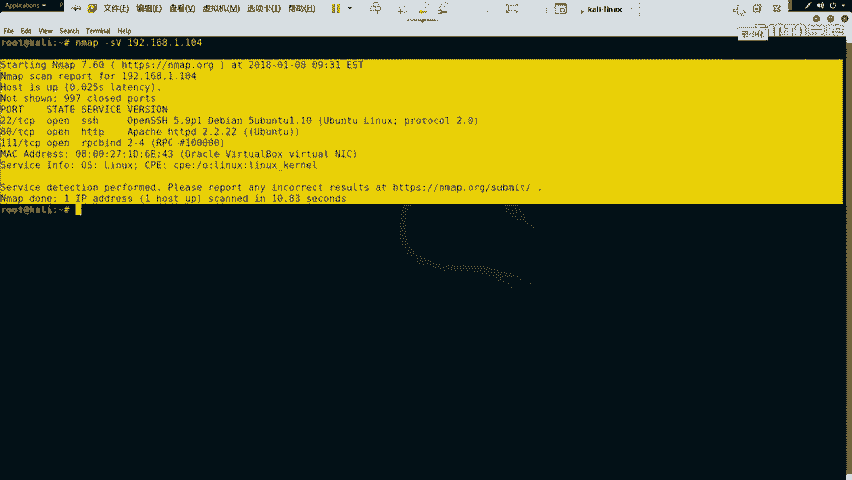 Applications
文件(F) 编辑(E) 查看(V) 虚拟机(M) 选项卡(T) 帮助(H)
kali-linux
File Edit View Search Terminal Help
root@kali:~# nmap -sV 192.168.1.104
Starting Nmap 7.60 ( https://nmap.org ) at 2018-01-08 09:31 EST
Nmap scan report for 192.168.1.104
Host is up (0.025s latency).
Not shown: 997 closed ports
PORT STATE SERVICE VERSION
22/tcp open ssh OpenSSH 5.9p1 Debian 5ubuntu1.10 (Ubuntu Linux; protocol 2.0)
80/tcp open http Apache httpd 2.2.22 ((Ubuntu))
111/tcp open rpcbind 2-4 (RPC #100000)
MAC Address: 08:00:27:1D:6E:43 (Oracle VirtualBox virtual NIC)
Service Info: OS: Linux; CPE: cpe:/o:linux:linux_kernel
Service detection performed. Please report any incorrect results at https://nmap.org/submit/ .
Nmap done: 1 IP address (1 host up) scanned in 10.83 seconds
root@kali:~#